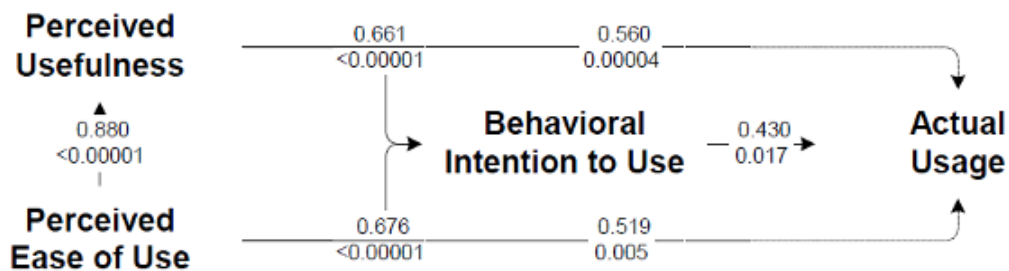 Perceived
Usefulness
0.661
<0.00001
0.560
0.00004
0.880
<0.00001
Behavioral
Intention to Use
0.430
0.017
Actual
Usage
Perceived
Ease of Use
0.676
<0.00001
0.519
0.005